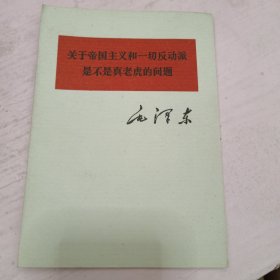 关于帝国主义和一切反动派
是不是真老虎的问题
毛泽东